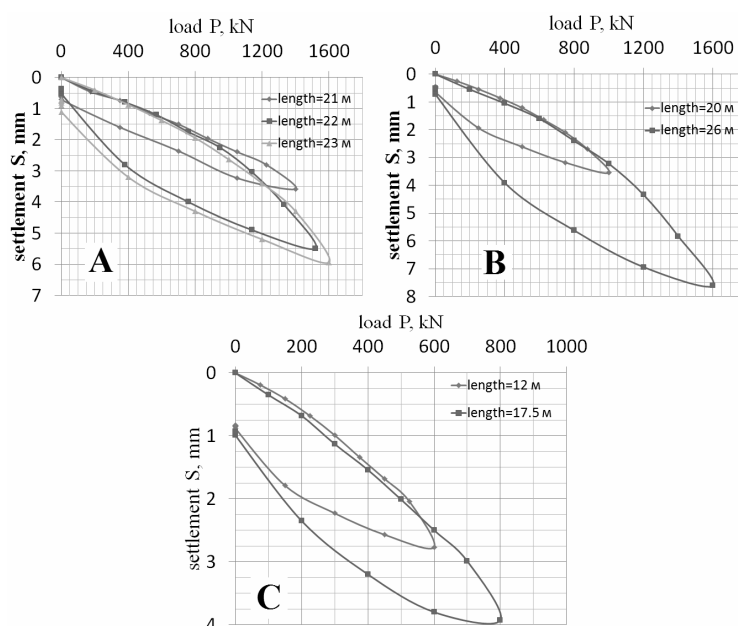 load P, kN
0 400 800 1200 1600
0
1
2
3
4
5
6
7
settlement S, mm
length=21 м
length=22 м
length=23 м
A
load P, kN
0 400 800 1200 1600
0
1
2
3
4
5
6
7
8
settlement S, mm
length=20 м
length=26 м
B
load P, kN
0 200 400 600 800 1000
0
1
2
3
4
settlement S, mm
length=12 м
length=17.5 м
C